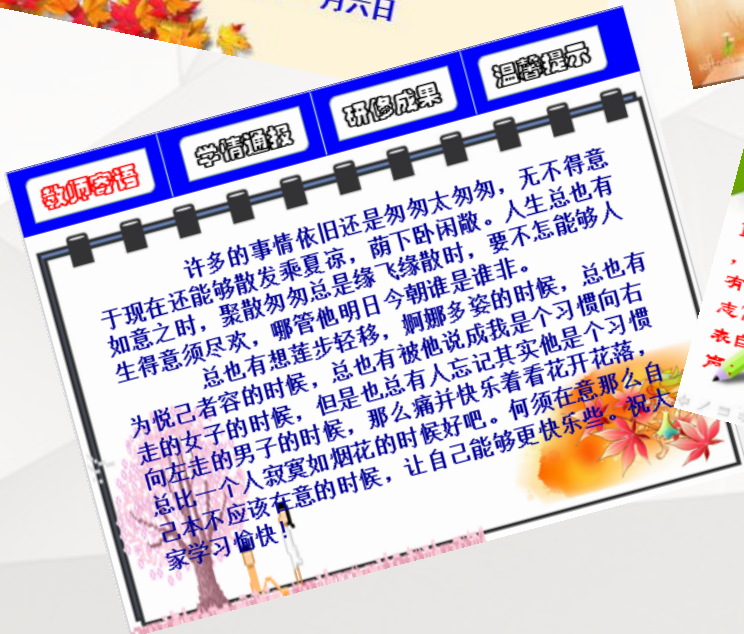 月六日
教师寄语
学情通报
研修成果
温馨提示
许多的事情依旧还是匆匆太匆匆，无不得意
于现在还能够散发乘夏凉，荫下卧闲敞。人生总也有
如意之时，聚散匆匆总是缘飞缘散时，要不怎能够人
生得意须尽欢，哪管他明日今朝谁是谁非。
总也有想莲步轻移，婀娜多姿的时候，总也有
为悦己者容的时候，总也有被他说成我是个习惯向右
走的女子的时候，但是也总有人忘记其实他是个习惯
向左走的男子的时候，那么痛并快乐着看花开花落，
总比一个人寂寞如烟花的时候好吧。何须在意那么自
己本不应该在意的时候，让自己能够更快乐些。祝大
家学习愉快！
，
有
志
表自
声